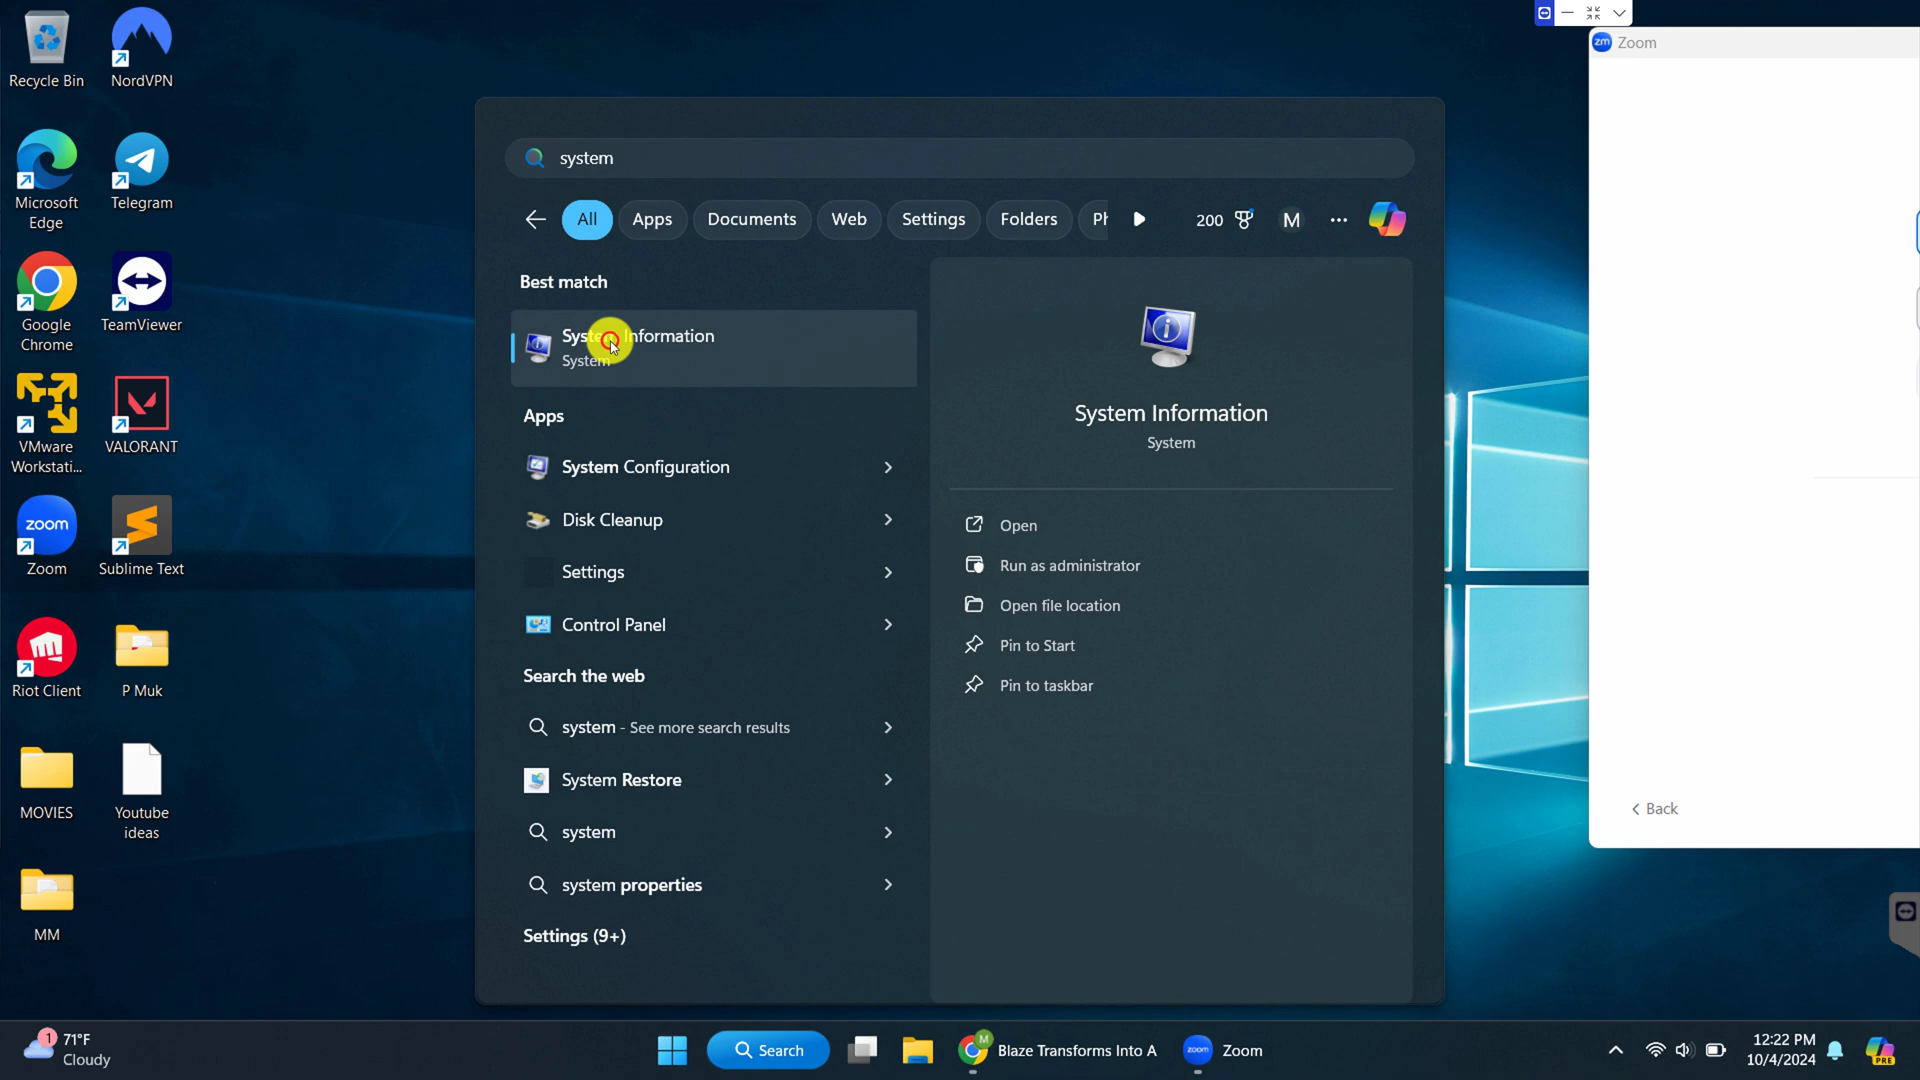 Recycle Bin
NordVPN
Microsoft
Edge
Telegram
Google
Chrome
TeamViewer
VMware
Workstati...
VALORANT
zoom
Zoom
Sublime Text
Riot Client
P Muk
MOVIES
Youtube
ideas
MM
system
All
Apps
Documents
Web
Settings
Folders
200
M
Best match
System Information
System
Apps
System Configuration
Disk Cleanup
Settings
Control Panel
Search the web
system - See more search results
System Restore
system
system properties
Settings (9+)
System Information
System
Open
Run as administrator
Open file location
Pin to Start
Pin to taskbar
zm Zoom
Back
1
71°F
Cloudy
Search
M
Blaze Transforms Into A
zoom
Zoom
12:22 PM
10/4/2024
PRE